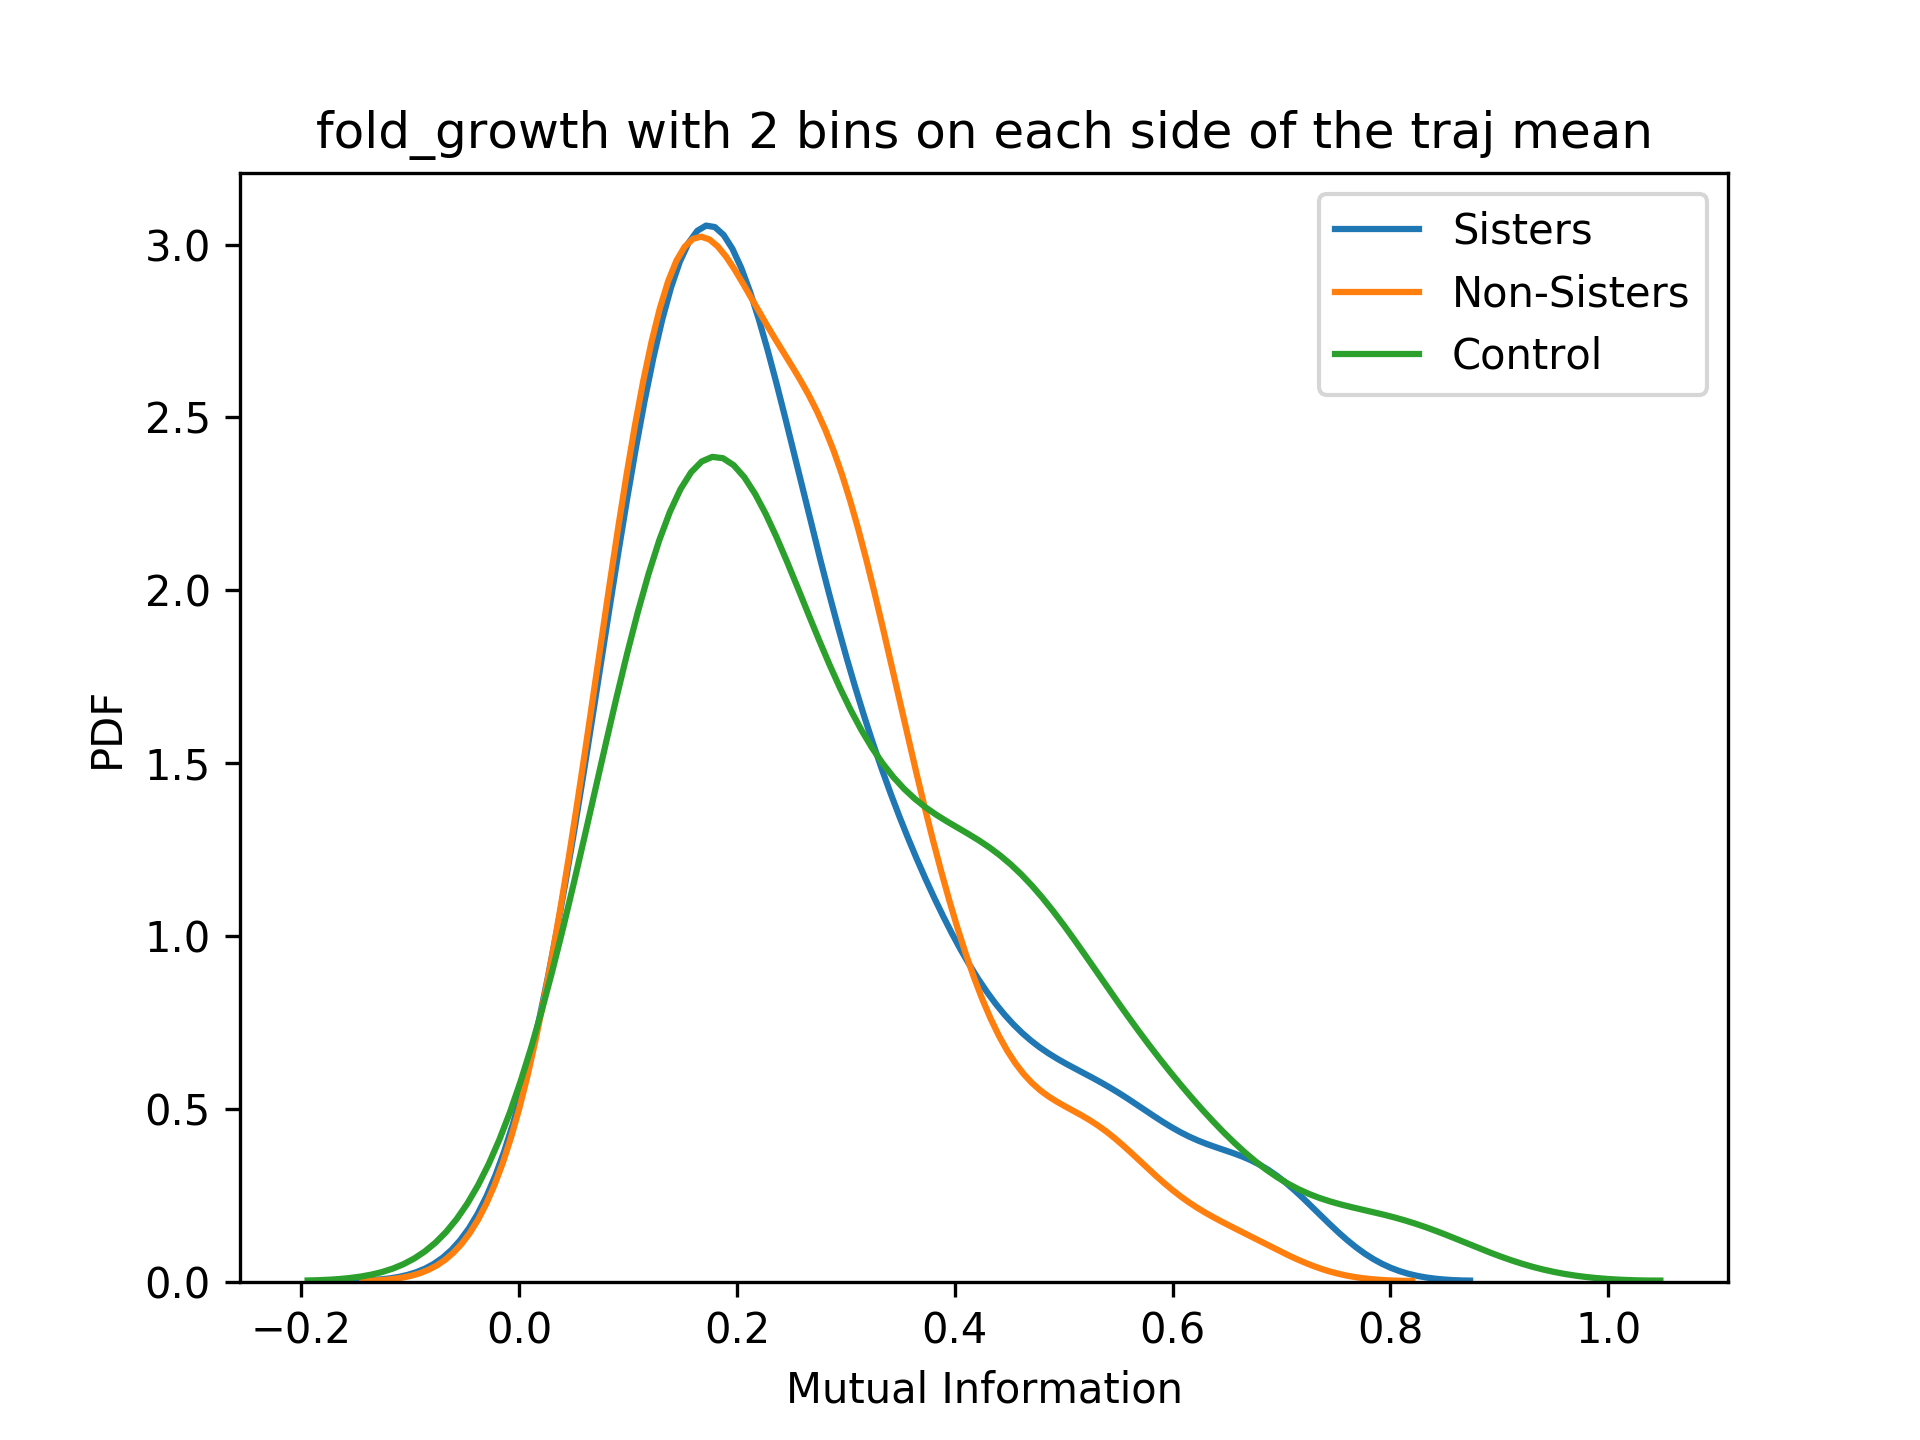 fold_growth with 2 bins on each side of the traj mean
Sisters
Non-Sisters
Control
PDF
3.0
2.5
2.0
1.5
1.0
0.5
0.0
−0.2 0.0 0.2 0.4 0.6 0.8 1.0
Mutual Information